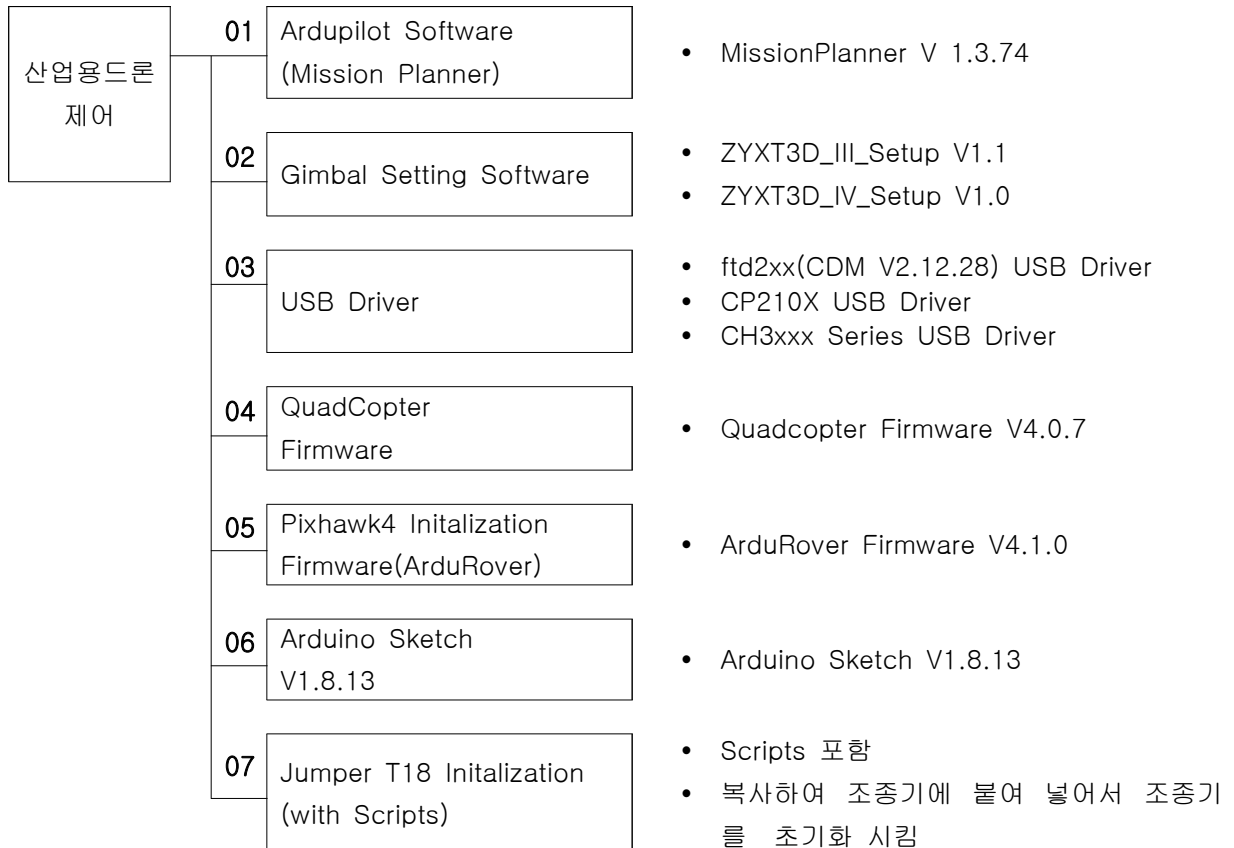 산업용드론
제어
01
Ardupilot Software
(Mission Planner)
• MissionPlanner V 1.3.74
02
Gimbal Setting Software
• ZYXT3D_III_Setup V1.1
• ZYXT3D_IV_Setup V1.0
03
USB Driver
• ftd2xx(CDM V2.12.28) USB Driver
• CP210X USB Driver
• CH3xxx Series USB Driver
04
QuadCopter
Firmware
• Quadcopter Firmware V4.0.7
05
Pixhawk4 Initalization
Firmware(ArduRover)
• ArduRover Firmware V4.1.0
06
Arduino Sketch
V1.8.13
• Arduino Sketch V1.8.13
07
Jumper T18 Initalization
(with Scripts)
• Scripts 포함
• 복사하여 조종기에 붙여 넣어서 조종기
를 초기화 시킴